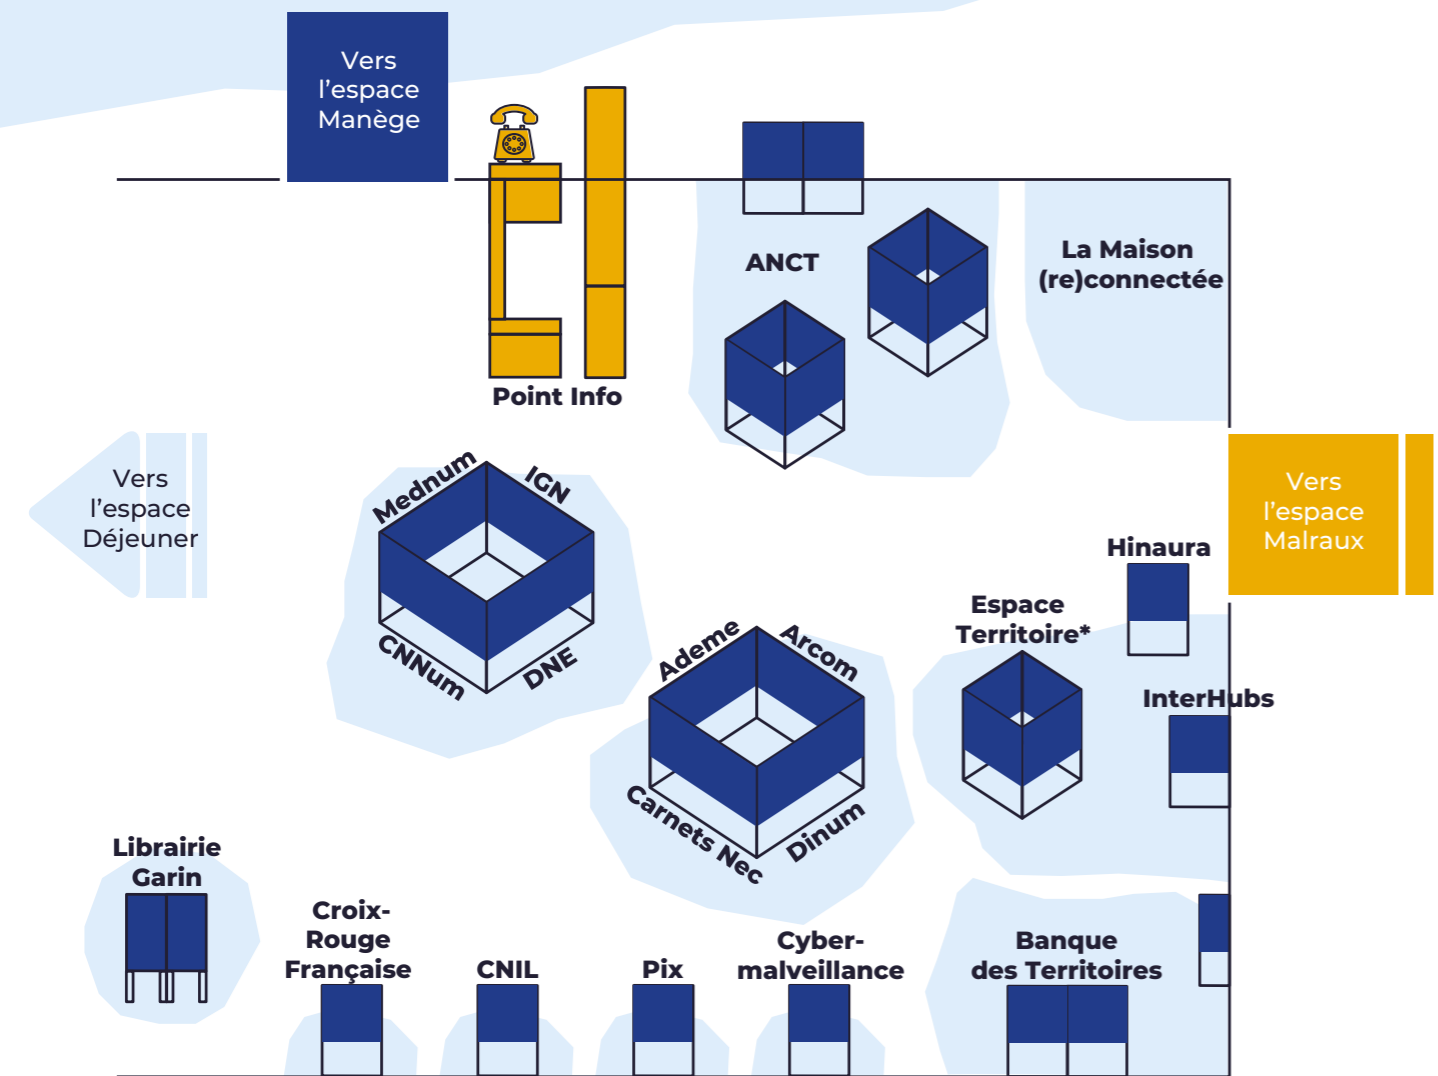 Vers
l’espace
Manège
ANCT
La Maison
(re)connectée
Point Info
Vers
l’espace
Déjeuner
Mednum
IGN
CNNum
DNE
Vers
l’espace
Malraux
Hinaura
Espace
Territoire*
InterHubs
Ademe
Arcom
Carnets Nec
Dinum
Librairie
Garin
Croix-
Rouge
Française
CNIL
Pix
Cyber-
malveillance
Banque
des Territoires